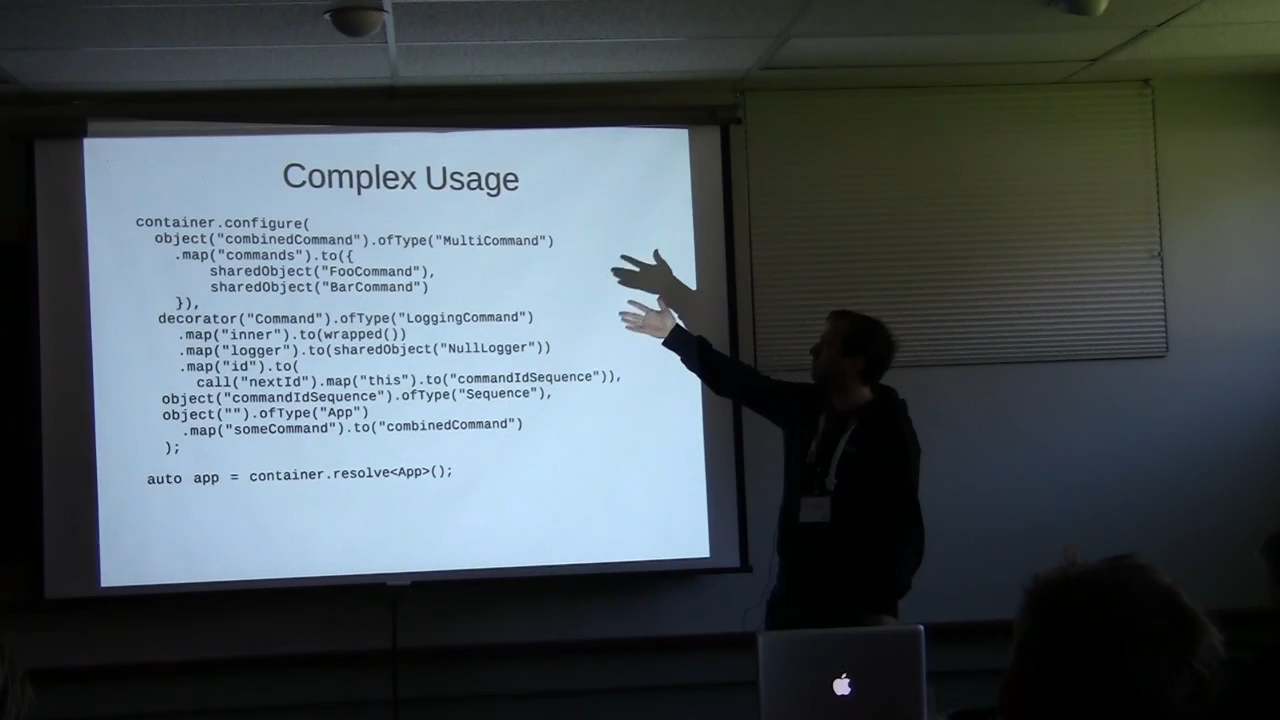 Complex Usage
container.configure(
object("combinedCommand").ofType("MultiCommand")
.map("commands").to({
sharedObject("FooCommand"),
sharedObject("BarCommand")
}),
decorator("Command").ofType("LoggingCommand")
.map("inner").to(wrapped())
.map("logger").to(sharedObject("NullLogger"))
.map("id").to(
call("nextId").map("this").to("commandIdSequence")),
object("commandIdSequence").ofType("Sequence"),
object("").ofType("App")
.map("someCommand").to("combinedCommand")
);
auto app = container.resolve<App>();